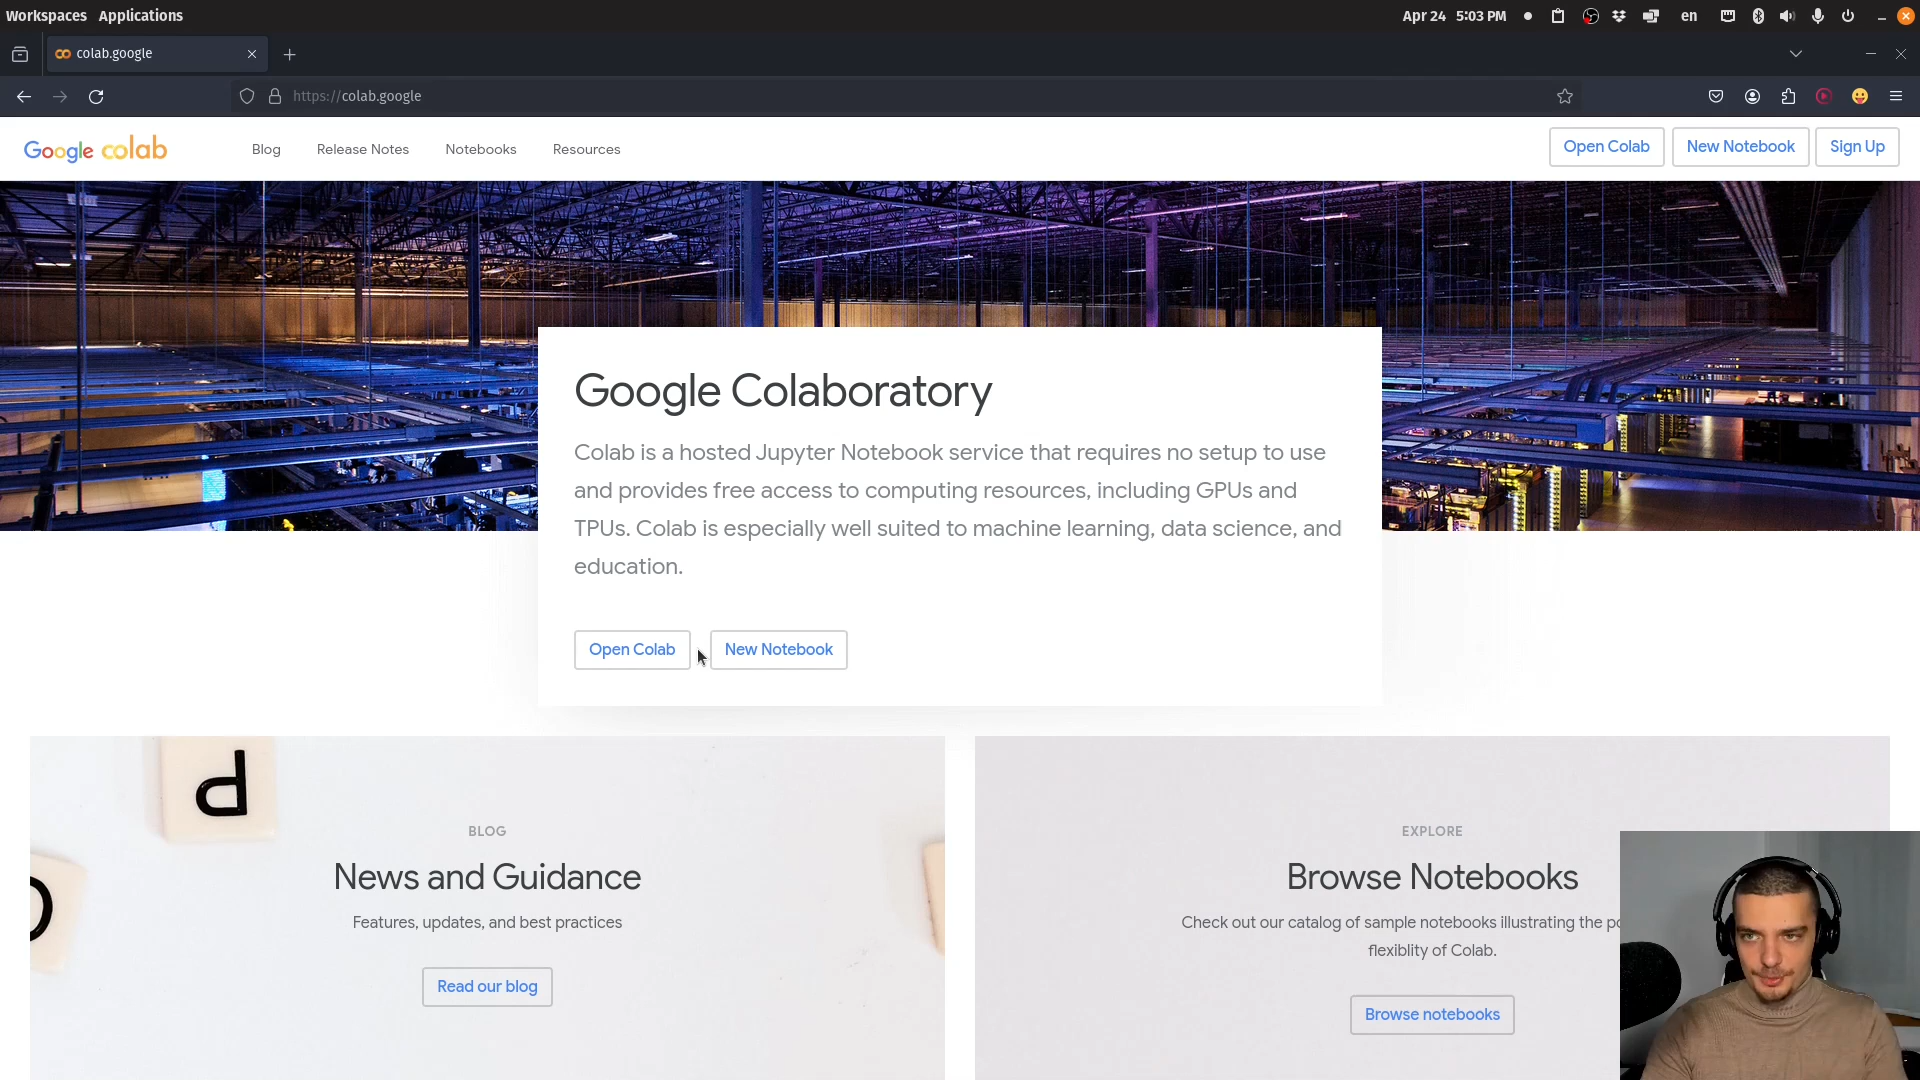 Workspaces Applications
Apr 24 5:03 PM
en
colab.google
https://colab.google
Google colab
Blog
Release Notes
Notebooks
Resources
Open Colab
New Notebook
Sign Up
Google Colaboratory
Colab is a hosted Jupyter Notebook service that requires no setup to use
and provides free access to computing resources, including GPUs and
TPUs. Colab is especially well suited to machine learning, data science, and
education.
Open Colab
New Notebook
d
BLOG
News and Guidance
Features, updates, and best practices
Read our blog
EXPLORE
Browse Notebooks
Check out our catalog of sample notebooks illustrating the
flexiblity of Colab.
Browse notebooks